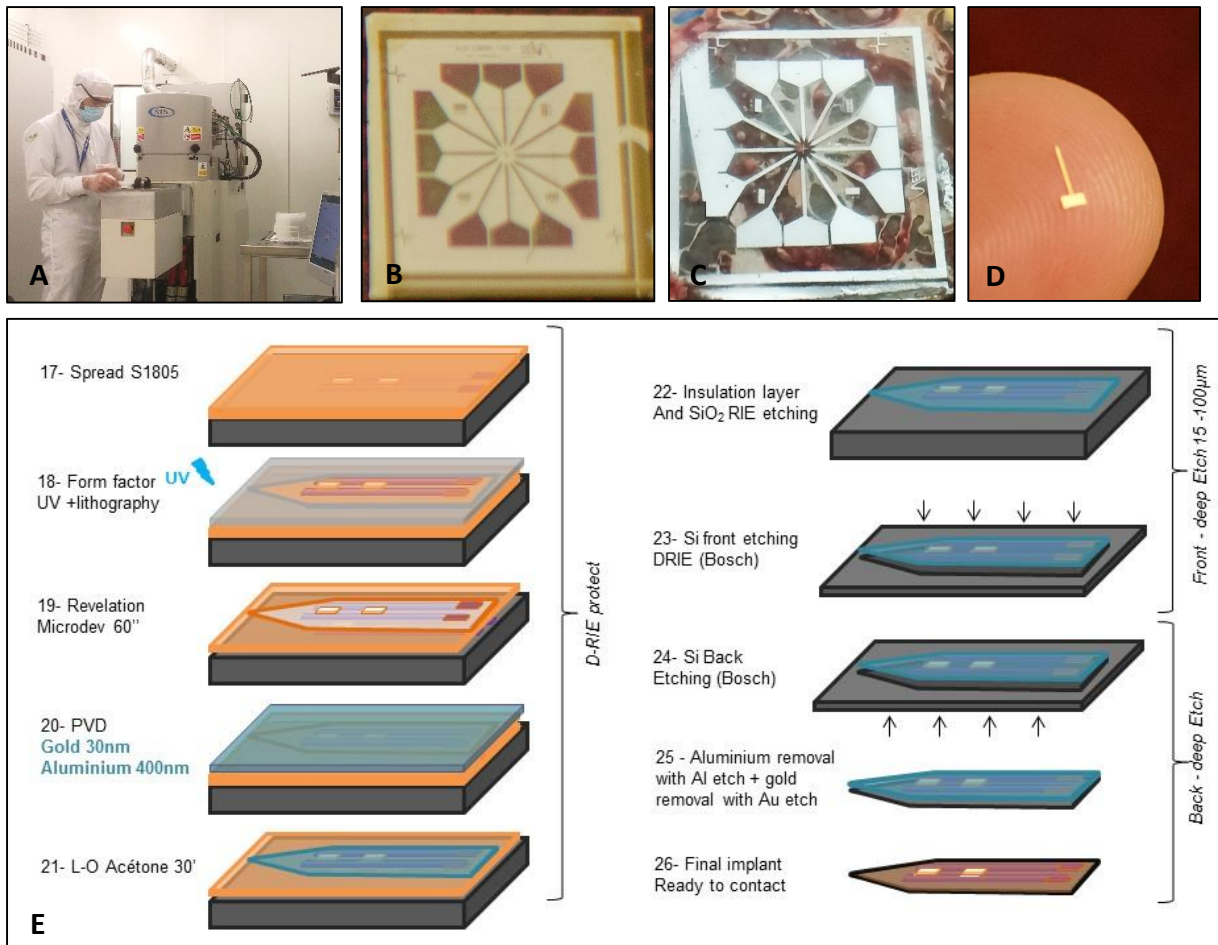 A
B
C
D
17- Spread S1805
18- Form factor
UV +lithography
UV
19- Revelation
Microdev 60’’
20- PVD
Gold 30nm
Aluminium 400nm
21- L-O Acétone 30’
D-RIE protect
22- Insulation layer
And SiO₂ RIE etching
23- Si front etching
DRIE (Bosch)
Front - deep Etch 15 -100µm
24- Si Back
Etching (Bosch)
25 - Aluminium removal
with Al etch + gold
removal with Au etch
26- Final implant
Ready to contact
Back - deep Etch
E